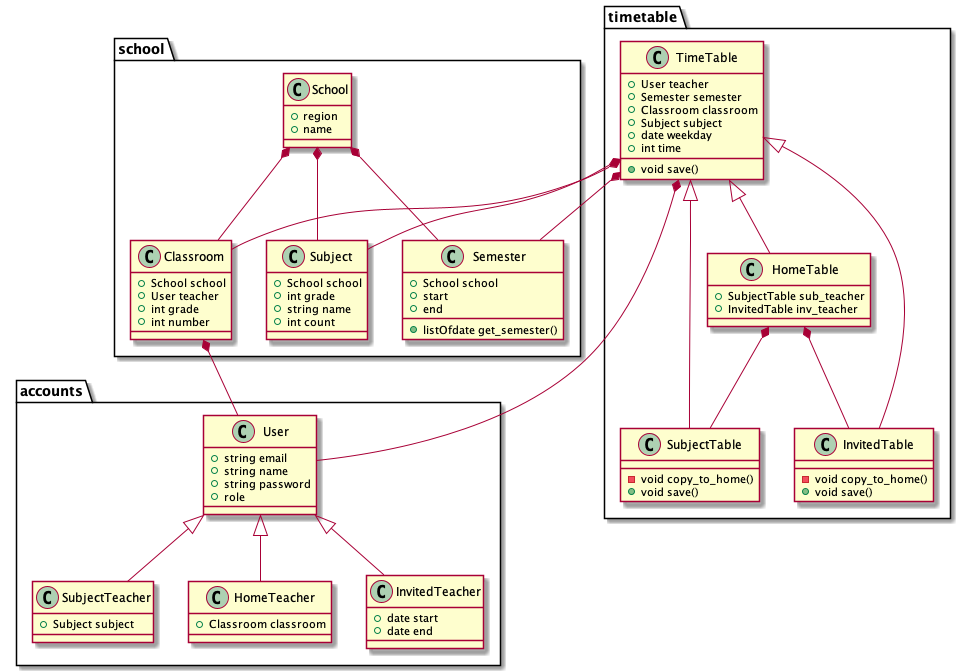 timetable
C TimeTable
User teacher
Semester semester
Classroom classroom
Subject subject
date weekday
int time
void save()
school
C School
region
name
C Classroom
School school
User teacher
int grade
int number
C Subject
School school
int grade
string name
int count
C Semester
School school
start
end
listOfdate get_semester()
C HomeTable
SubjectTable sub_teacher
InvitedTable inv_teacher
C SubjectTable
void copy_to_home()
void save()
C InvitedTable
void copy_to_home()
void save()
accounts
C User
string email
string name
string password
role
C SubjectTeacher
Subject subject
C HomeTeacher
Classroom classroom
C InvitedTeacher
date start
date end